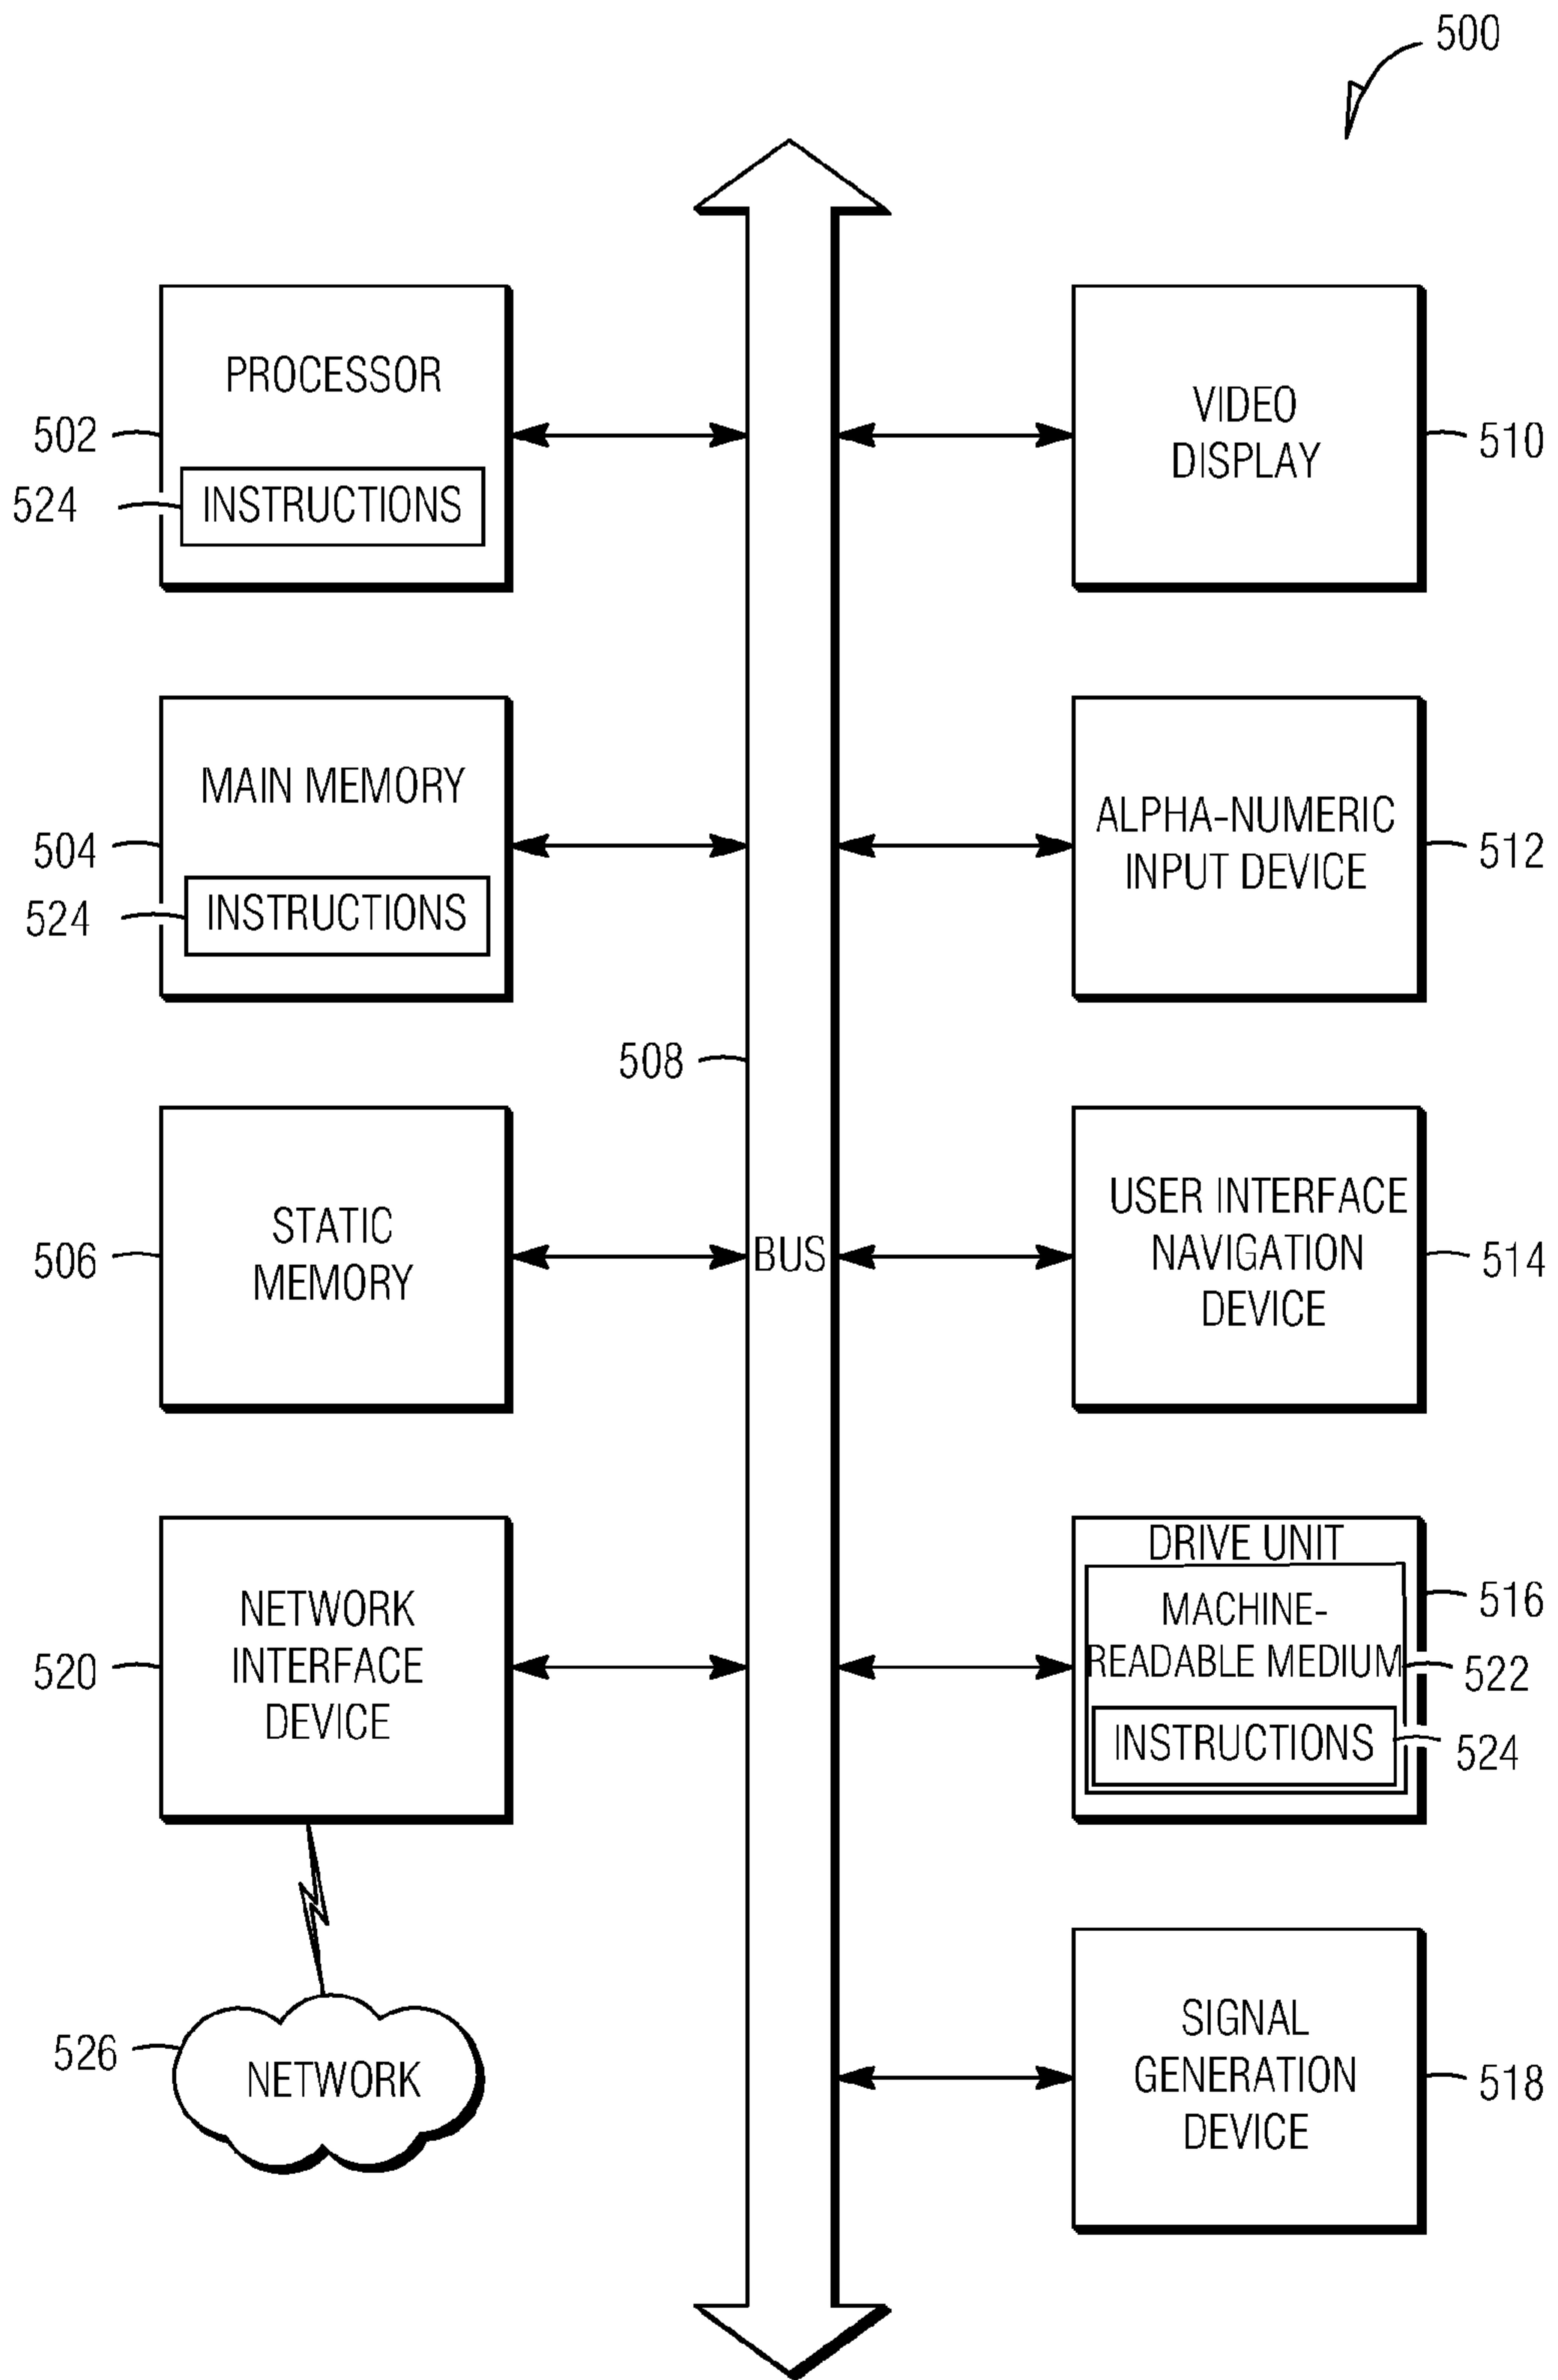 500
PROCESSOR
502
524
INSTRUCTIONS
VIDEO
DISPLAY
510
MAIN MEMORY
504
524
INSTRUCTIONS
ALPHA-NUMERIC
INPUT DEVICE
512
508
STATIC
MEMORY
506
BUS
USER INTERFACE
NAVIGATION
DEVICE
514
NETWORK
INTERFACE
DEVICE
520
DRIVE UNIT
516
MACHINE-
READABLE MEDIUM
522
INSTRUCTIONS
524
526
NETWORK
SIGNAL
GENERATION
DEVICE
518